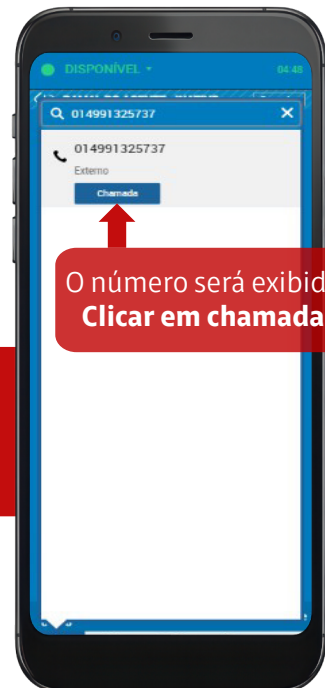 DISPONÍVEL
04:48
014991325737
014991325737
Externo
Chamada
O número será exibid
Clicar em chamada